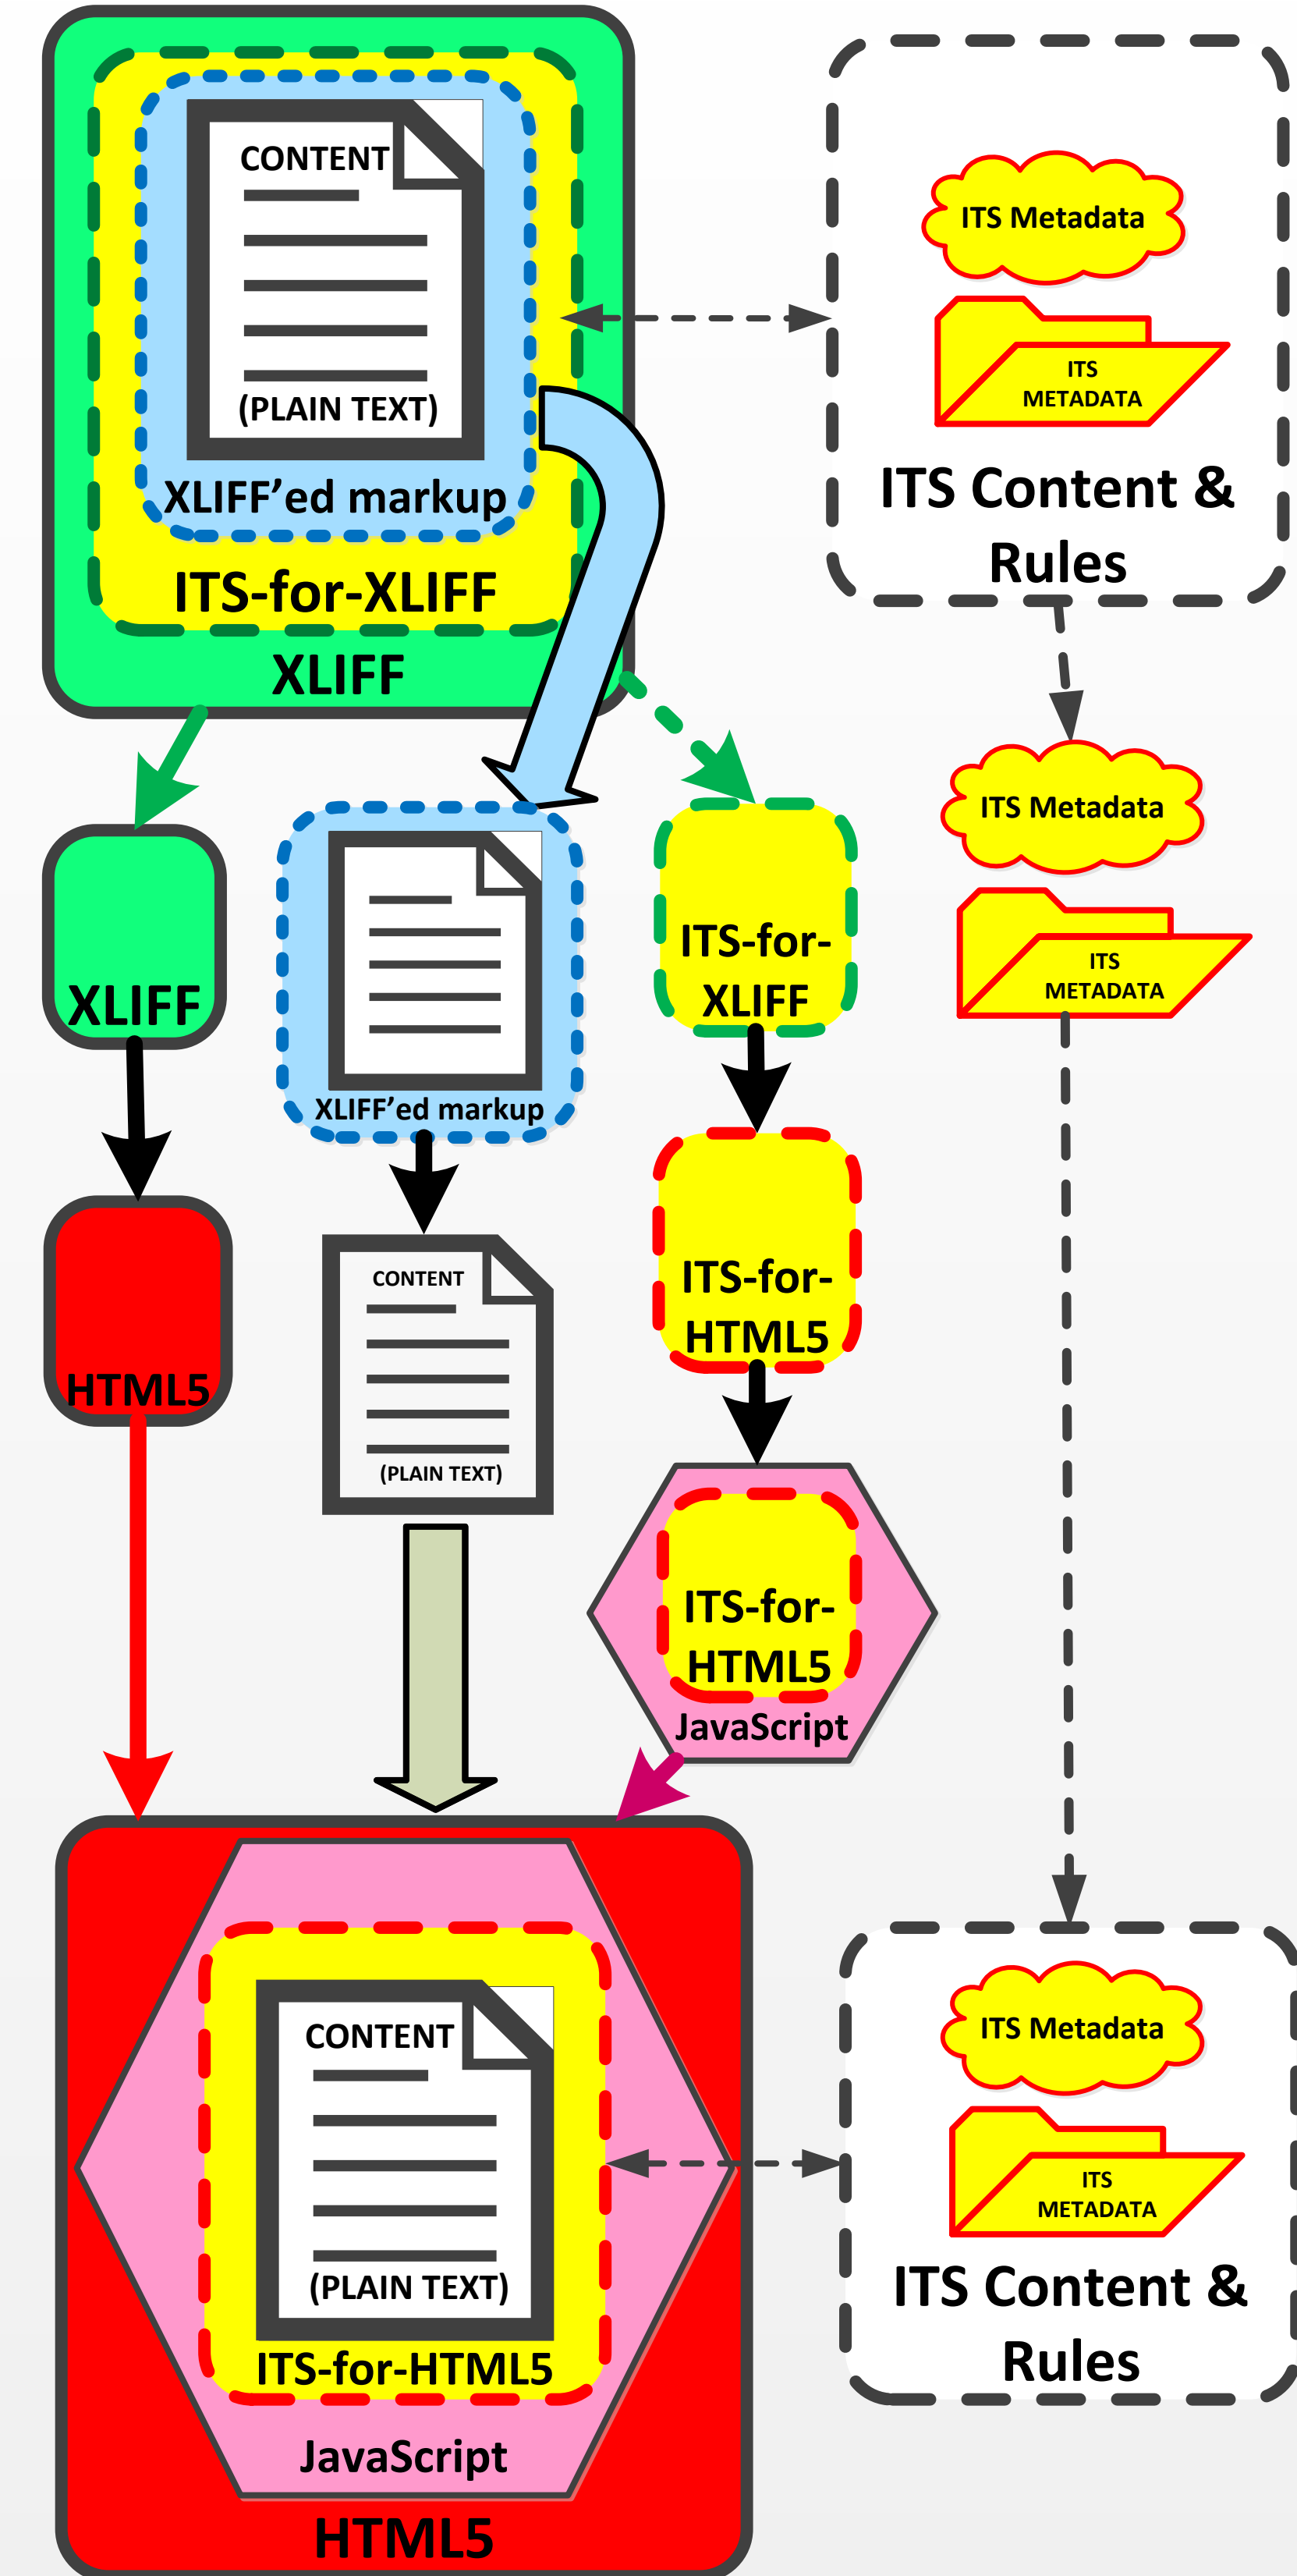 CONTENT
(PLAIN TEXT)
XLIFF’ed markup
ITS-for-XLIFF
XLIFF
ITS Metadata
ITS
METADATA
ITS Content &
Rules
XLIFF
XLIFF’ed markup
ITS-for-
XLIFF
ITS Metadata
ITS
METADATA
HTML5
CONTENT
(PLAIN TEXT)
ITS-for-
HTML5
ITS-for-
HTML5
JavaScript
CONTENT
(PLAIN TEXT)
ITS-for-HTML5
JavaScript
HTML5
ITS Metadata
ITS
METADATA
ITS Content &
Rules